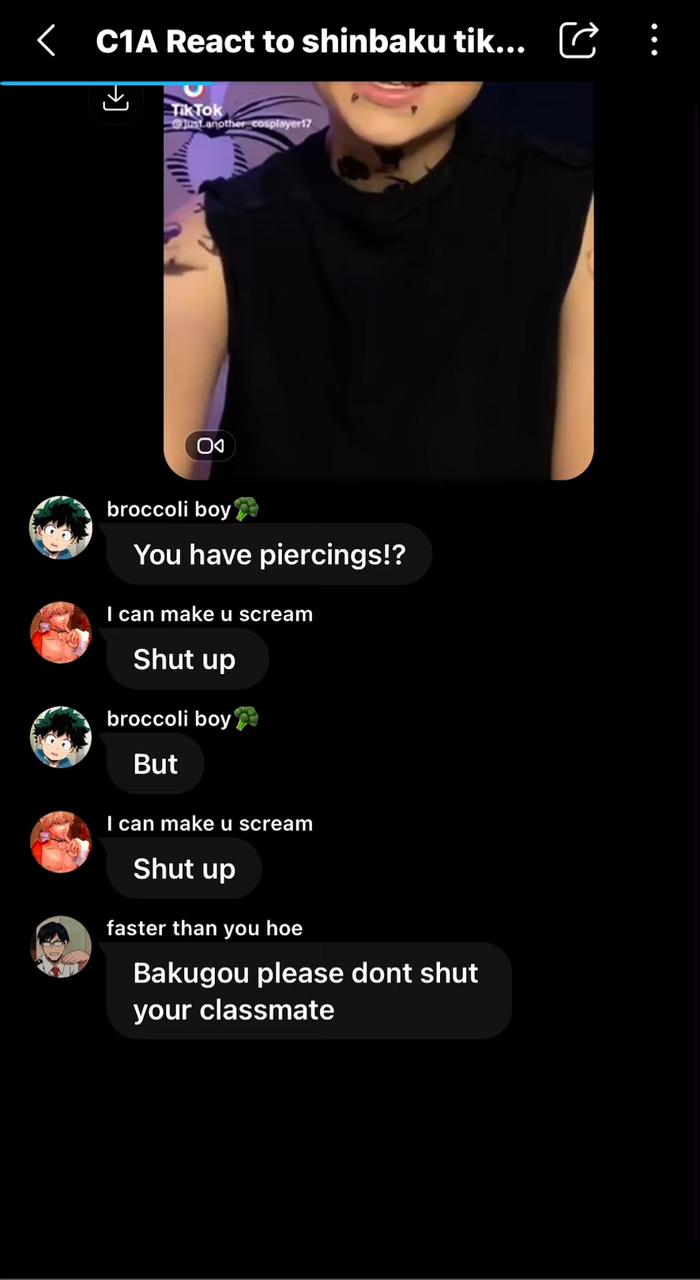 C1A React to shinbaku tik...
TikTok
@just.another_cosplayer17
broccoli boy🥦
You have piercings!?
I can make u scream
Shut up
broccoli boy🥦
But
I can make u scream
Shut up
faster than you hoe
Bakugou please dont shut
your classmate